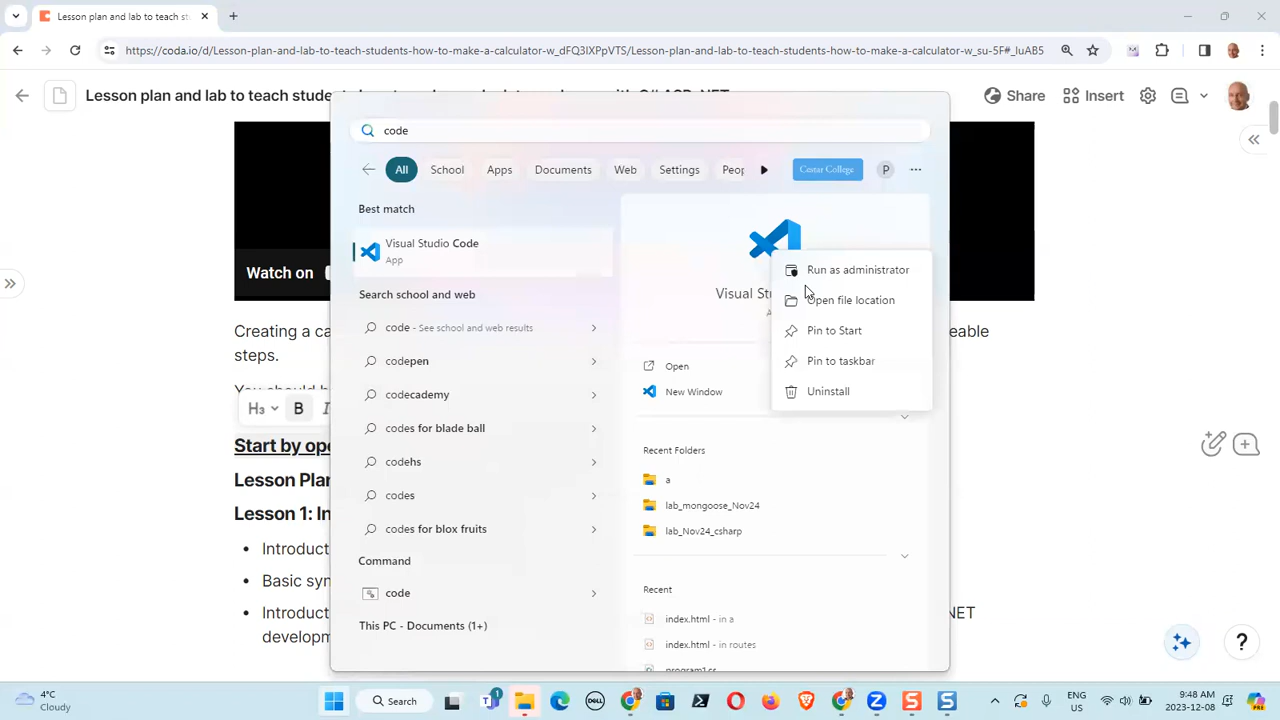 Lesson plan and lab to teach st
https://coda.io/d/Lesson-plan-and-lab-to-teach-students-how-to-make-a-calculator-w_dFQ3IXPpVTS/Lesson-plan-and-lab-to-teach-students-how-to-make-a-calculator-w_su-5F#_luAB5
Lesson plan and lab to teach stude
Share
Insert
code
All
School
Apps
Documents
Web
Settings
Peop
Cestar College
P
Best match
Visual Studio Code
App
Search school and web
code - See school and web results
codepen
codecademy
codes for blade ball
codehs
codes
codes for blox fruits
Command
code
This PC - Documents (1+)
Visual Stu
Run as administrator
Open file location
Pin to Start
Pin to taskbar
Uninstall
Open
New Window
Recent Folders
a
lab_mongoose_Nov24
lab_Nov24_csharp
Recent
index.html - in a
index.html - in routes
Watch on
Creating a ca
eable
steps.
H3
B
I
Start by ope
Lesson Plan
Lesson 1: In
• Introduct
• Basic syn
• Introduct
NET
developm
4°C
Cloudy
Search
1
ENG
US
9:48 AM
2023-12-08